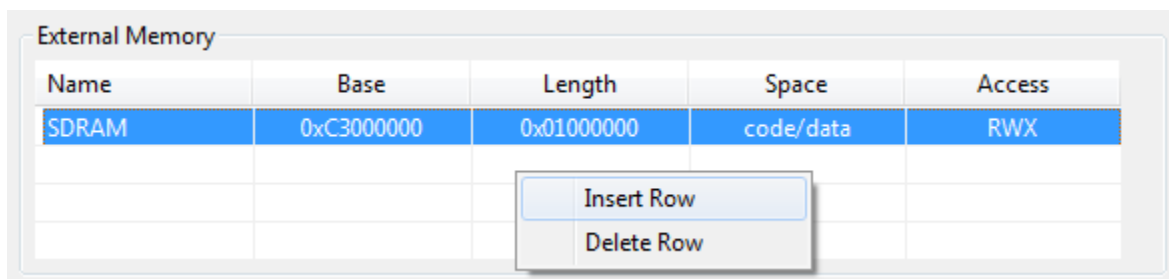 External Memory
Name Base Length Space Access
SDRAM 0xC3000000 0x01000000 code/data RWX
Insert Row
Delete Row